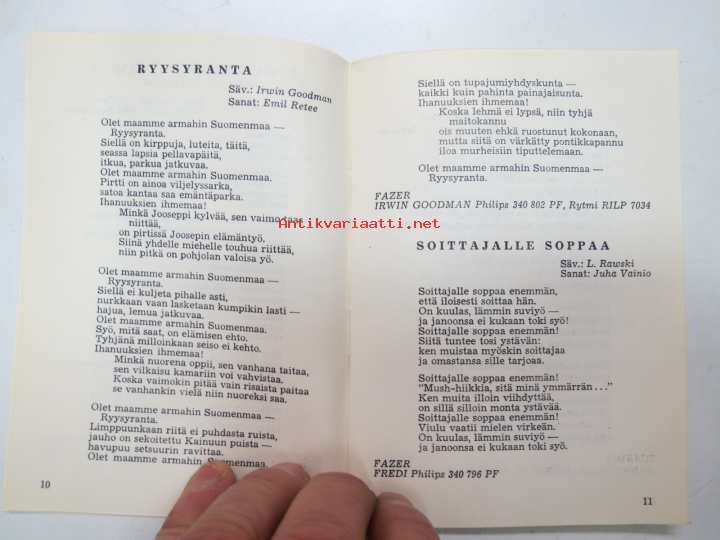 RYYSYRANTA
Säv.: Irwin Goodman
Sanat: Emil Retee
Olet maamme armahin Suomenmaa —
Ryysyranta.
Siellä on kirppuja, luteita, täitä,
seassa lapsia pellavapäitä,
itkua, parkua jatkuvaa.
Olet maamme armahin Suomenmaa.
Pirtti on ainoa viljelyssarka,
satoa kantaa saa emäntäparka.
Ihanuuksien ihmemaa!
Minkä Jooseppi kylvää, sen vaimo taas
niittää,
on pirtissä Joosepin elämäntyö.
Siinä yhdelle miehelle touhua riittää,
niin pitkä on pohjolan valoisa yö.
Olet maamme armahin Suomenmaa —
Ryysyranta.
Siellä ei kuljeta pihalle asti,
nurkkaan vaan lasketaan kumpikin lasti —
hajua, lemua jatkuvaa.
Olet maamme armahin Suomenmaa.
Syö, mitä saat, on elämisen ehto.
Tyhjänä milloinkaan seiso ei kehto.
Ihanuuksien ihmemaa!
Minkä nuorena oppii, sen vanhana taitaa,
sen vilkaisu kamariin voi vahvistaa.
Koska vaimokin pitää vain risaista paitaa
se vanhankin vielä niin nuoreksi saa.
Olet maamme armahin Suomenmaa —
Ryysyranta.
Limppuunkaan riitä ei puhdasta ruista,
jauho on sekoitettu Kainuun puista —
havupuu setsuurin ravittaa.
Olet maamme armahin Suomenmaa.
10
Siellä on tupajumiyhdyskunta —
kaikki kuin pahinta painajaisunta.
Ihanuuksien ihmemaa!
Koska lehmä ei lypsä, niin tyhjä
maitokannu
ois muuten ehkä ruostunut kokonaan,
mutta siitä on värkätty pontikkapannu
iloa murheisiin tiputtelemaan.
Olet maamme armahin Suomenmaa —
Ryysyranta.
FAZER
IRWIN GOODMAN Philips 340 802 PF, Rytmi RILP 7034
Antikvariaatti.net
SOITTAJALLE SOPPAA
Säv.: L. Rawski
Sanat: Juha Vainio
Soittajalle soppaa enemmän,
että iloisesti soittaa hän.
On kuulas, lämmin suviyö —
ja janoonsa ei kukaan toki syö!
Soittajalle soppaa enemmän!
Siitä tuntee tosi ystävän:
ken muistaa myöskin soittajaa
ja omastansa sille tarjoaa.
Soittajalle soppaa enemmän!
"Mush-hiikkia, sitä minä ymmärrän..."
Ken muita illoin viihdyttää,
on sillä silloin monta ystävää.
Soittajalle soppaa enemmän!
Viulu vaatii mielen virkeän.
On kuulas, lämmin suviyö —
ja janoonsa ei kukaan toki syö.
FAZER
FREDI Philips 340 796 PF
11